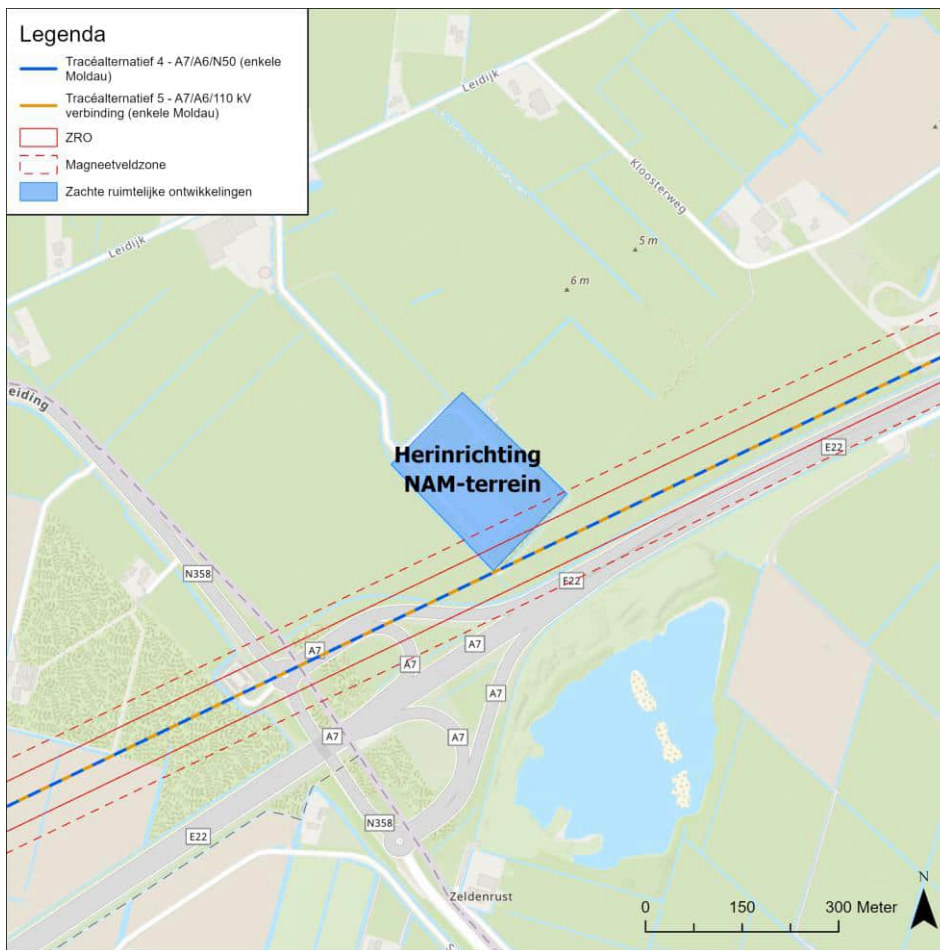 Legenda
Tracéalternatief 4 - A7/A6/N50 (enkele
Moldau)
Tracéalternatief 5 - A7/A6/110 kV
verbinding (enkele Moldau)
ZRO
Magneetveldzone
Zachte ruimtelijke ontwikkelingen
Leidijk
Kloosterweg
Leidijk
5 m
6 m
eiding
Herinrichting
NAM-terrein
E22
N358
E22
A7
A7
A7
A7
A7
A7
E22
N358
Zeldenrust
N
0 150 300 Meter